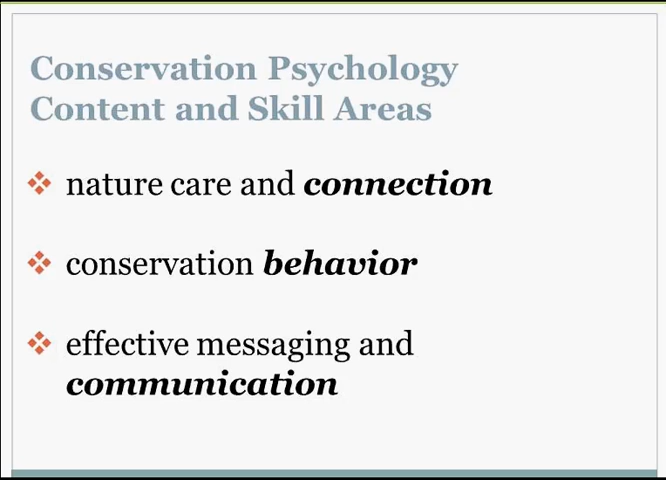 Conservation Psychology
Content and Skill Areas
nature care and connection
conservation behavior
effective messaging and
communication